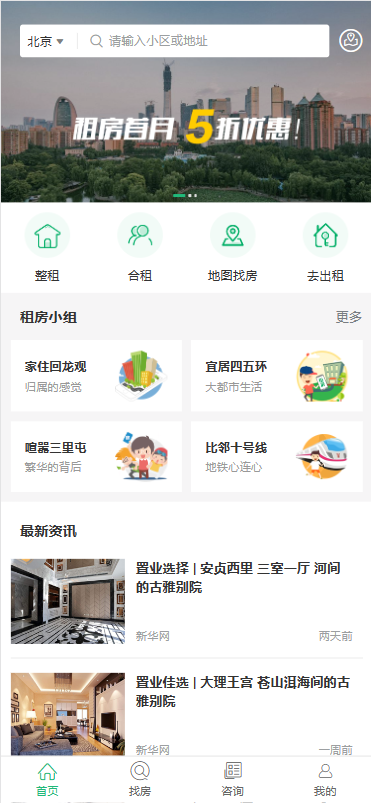 北京
请输入小区或地址
租房首月 5 折优惠！
整租
合租
地图找房
去出租
租房小组
更多
家住回龙观
归属的感觉
宜居四五环
大都市生活
喧嚣三里屯
繁华的背后
比邻十号线
地铁心连心
最新资讯
置业选择 | 安贞西里 三室一厅 河间
的古雅别院
新华网
两天前
置业佳选 | 大理王宫 苍山洱海间的古
雅别院
新华网
一周前
首页
找房
咨询
我的